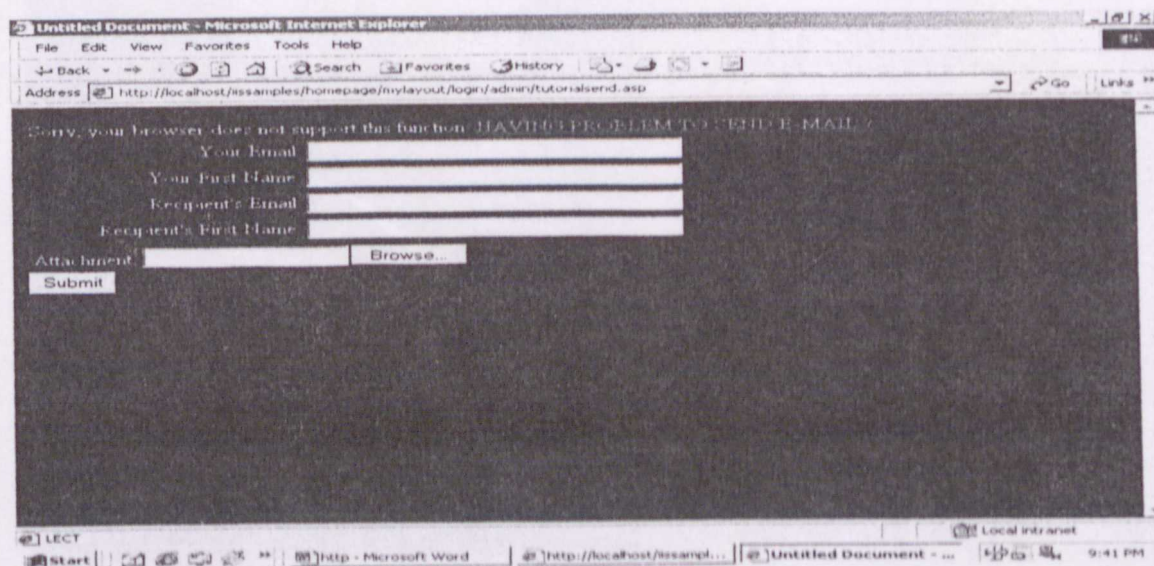 Untitled Document - Microsoft Internet Explorer
File Edit View Favorites Tools Help
Back Search Favorites History
Address http://localhost/iissamples/homepage/mylayout/login/admin/tutorialsend.asp Go Links »
Sorry, your browser does not support this function. HAVING PROBLEM TO SEND E-MAIL ?
Your Email
Your First Name
Recipient's Email
Recipient's First Name
Attachment Browse...
Submit
LECT Local intranet
Start » http - Microsoft Word http://localhost/iissampl... Untitled Document - ... 9:41 PM